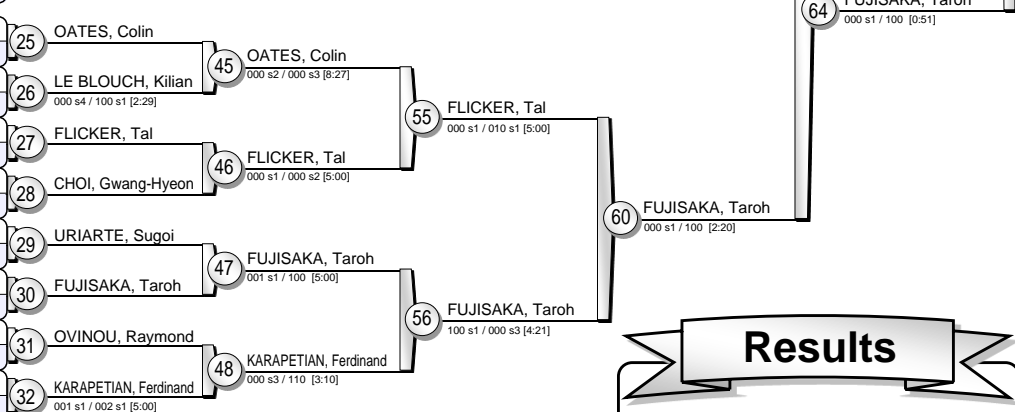 64
FUJISAKA, Taroh
000 s1 / 100 [0:51]
25
OATES, Colin
45
OATES, Colin
000 s2 / 000 s3 [8:27]
26
LE BLOUCH, Kilian
000 s4 / 100 s1 [2:29]
55
FLICKER, Tal
000 s1 / 010 s1 [5:00]
27
FLICKER, Tal
46
FLICKER, Tal
000 s1 / 000 s2 [5:00]
28
CHOI, Gwang-Hyeon
60
FUJISAKA, Taroh
000 s1 / 100 [2:20]
29
URIARTE, Sugoi
47
FUJISAKA, Taroh
001 s1 / 100 [5:00]
30
FUJISAKA, Taroh
56
FUJISAKA, Taroh
100 s1 / 000 s3 [4:21]
31
OVINOU, Raymond
48
KARAPETIAN, Ferdinand
000 s3 / 110 [3:10]
32
KARAPETIAN, Ferdinand
001 s1 / 002 s1 [5:00]
Results